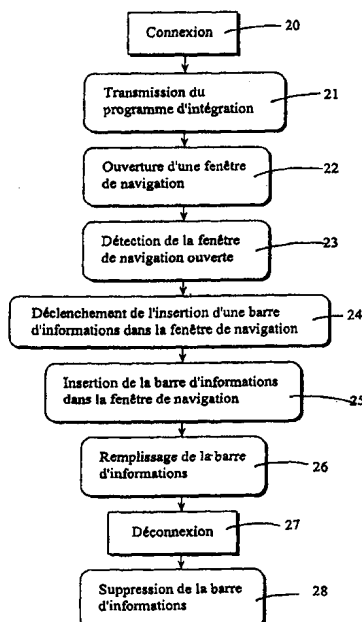 Connexion
20
Transmission du
programme d'intégration
21
Ouverture d'une fenêtre
de navigation
22
Détection de la fenêtre
de navigation ouverte
23
Déclenchement de l'insertion d'une barre
d'informations dans la fenêtre de navigation
24
Insertion de la barre d'informations
dans la fenêtre de navigation
25
Remplissage de la barre
d'informations
26
Déconnexion
27
Suppression de la barre
d'informations
28